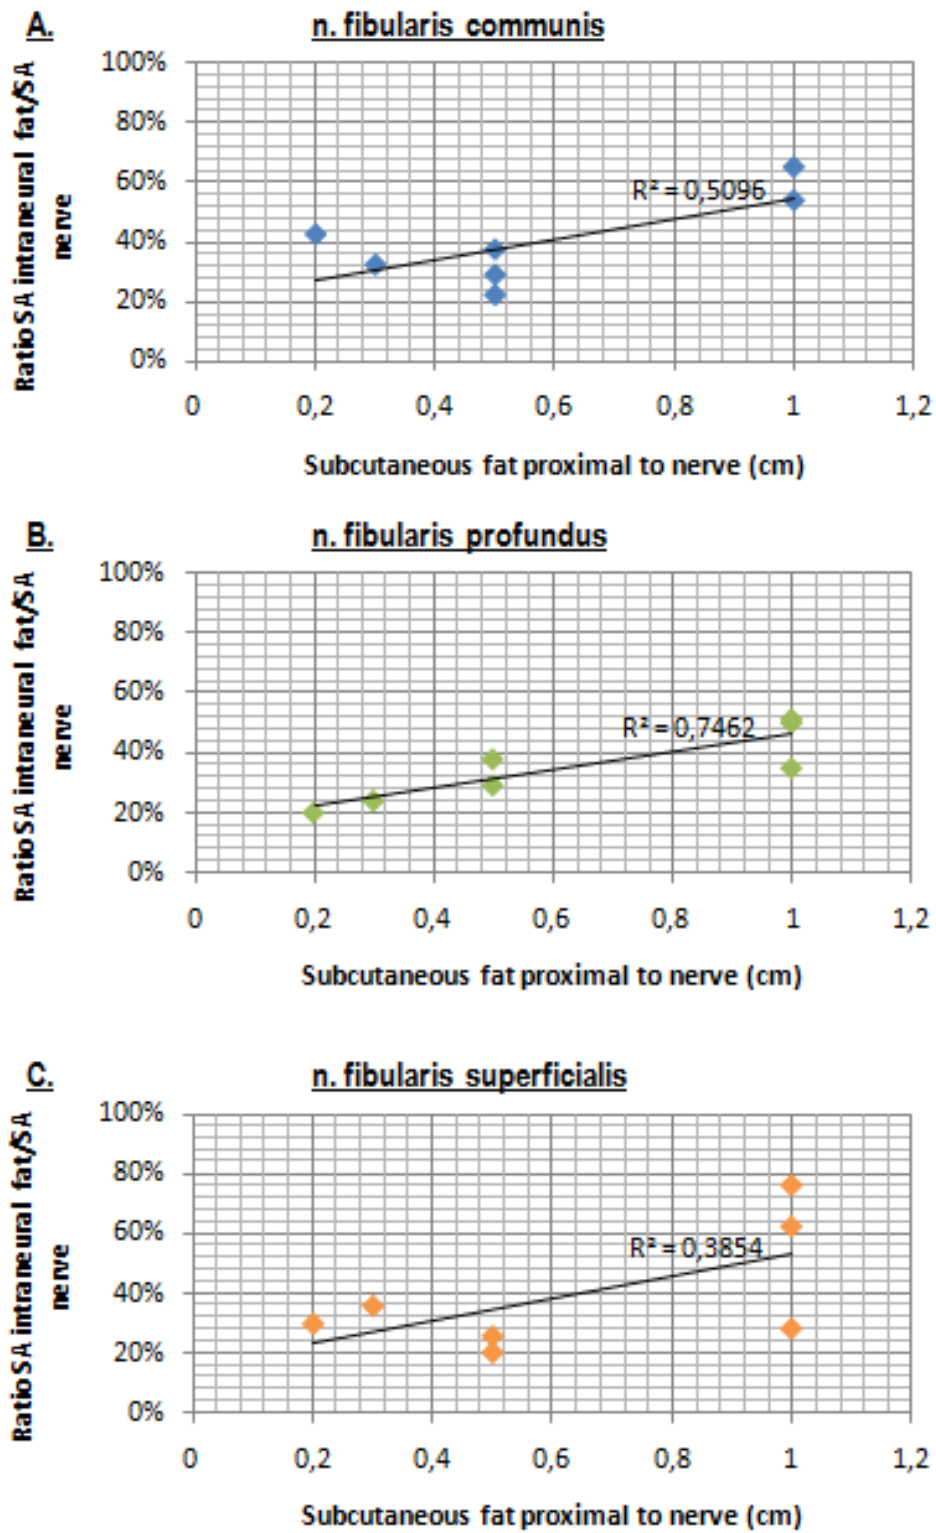 A.
n. fibularis communis
Ratio SA intraneural fat/SA
nerve
100%
80%
60%
40%
20%
0%
R² = 0,5096
0 0,2 0,4 0,6 0,8 1 1,2
Subcutaneous fat proximal to nerve (cm)
B.
n. fibularis profundus
Ratio SA intraneural fat/SA
nerve
100%
80%
60%
40%
20%
0%
R² = 0,7462
0 0,2 0,4 0,6 0,8 1 1,2
Subcutaneous fat proximal to nerve (cm)
C.
n. fibularis superficialis
Ratio SA intraneural fat/SA
nerve
100%
80%
60%
40%
20%
0%
R² = 0,3854
0 0,2 0,4 0,6 0,8 1 1,2
Subcutaneous fat proximal to nerve (cm)